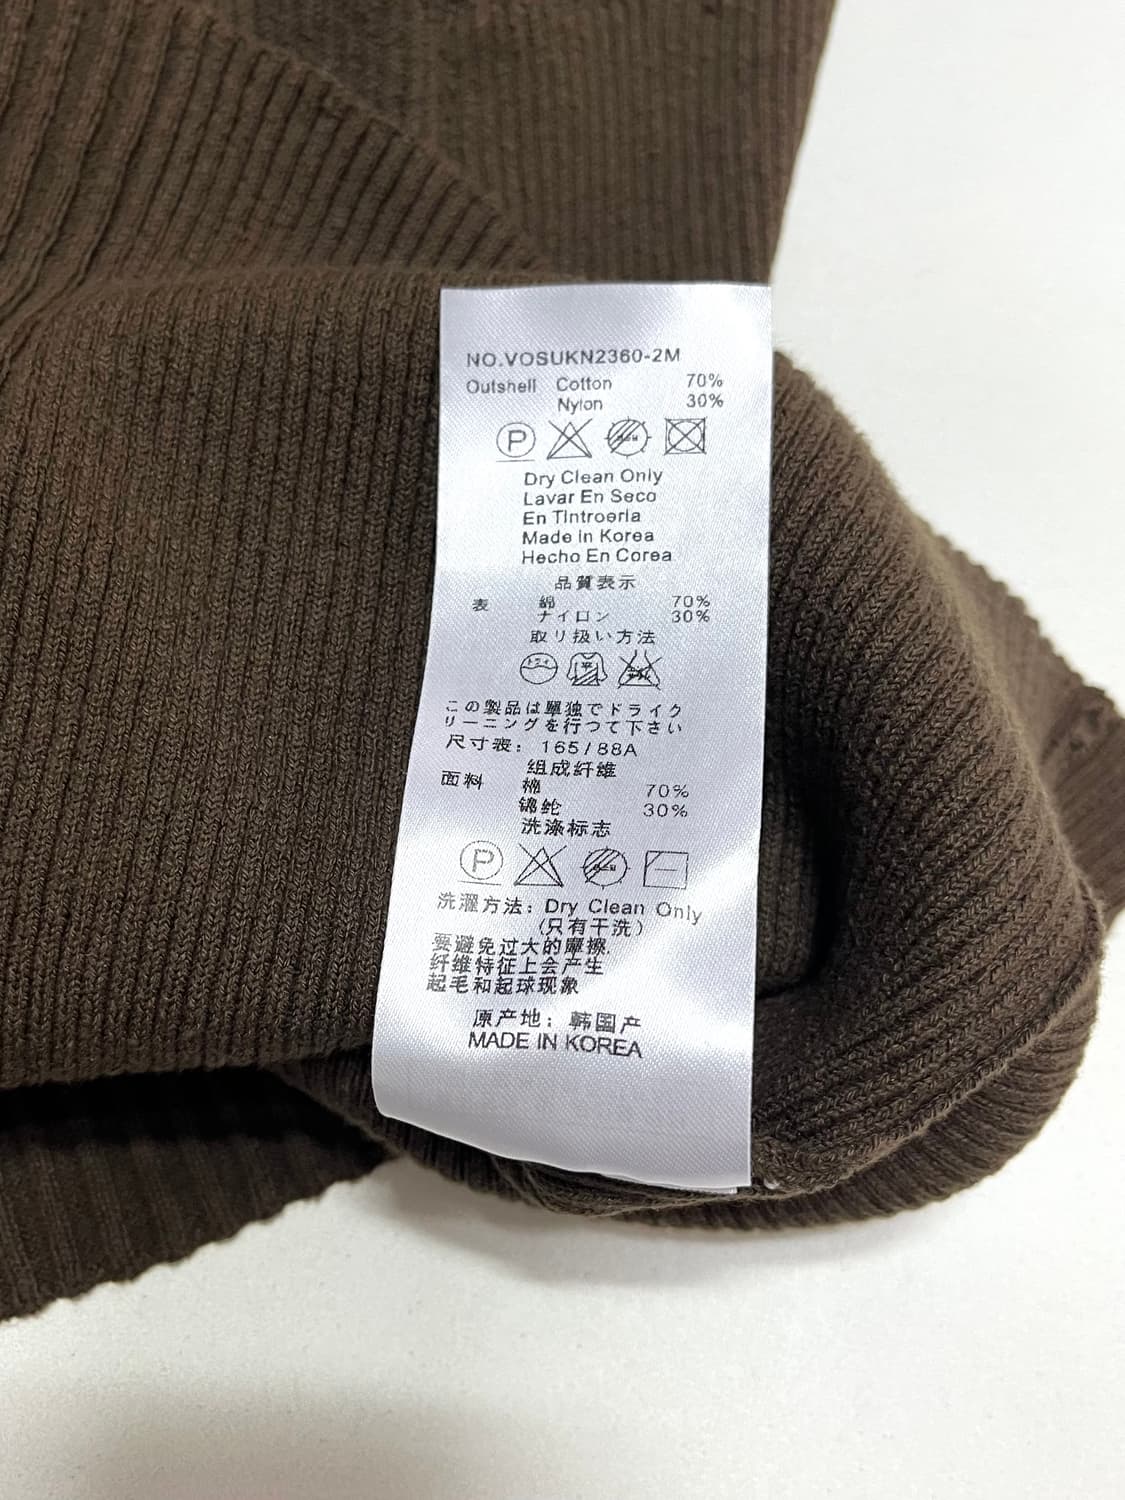 NO.VOSUKN2360-2M
Outshell Cotton 70%
Nylon 30%
P
Dry Clean Only
Lavar En Seco
En Tintroeria
Made In Korea
Hecho En Corea
品質表示
表 綿 70%
ナイロン 30%
取り扱い方法
この製品は單独でドライク
リーニングを行つて下さい
尺寸表: 165/88A
组成纤维
面料 棉 70%
锦纶 30%
洗涤标志
P
洗濯方法: Dry Clean Only
(只有干洗)
要避免过大的摩擦.
纤维特征上会产生
起毛和起球现象
原产地: 韩国产
MADE IN KOREA